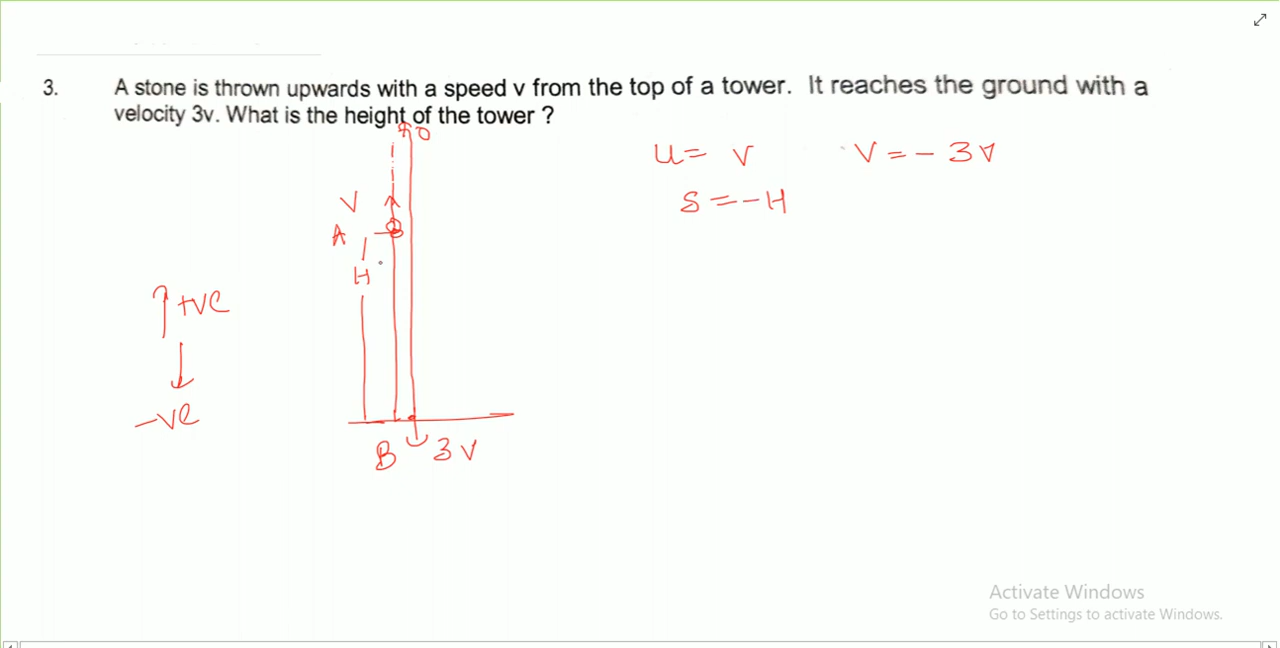 3. A stone is thrown upwards with a speed v from the top of a tower. It reaches the ground with a
velocity 3v. What is the height of the tower ?
0
u = v V = - 3v
V
S = -H
A
H
↑ +ve
↓
-ve
B 3V
Activate Windows
Go to Settings to activate Windows.